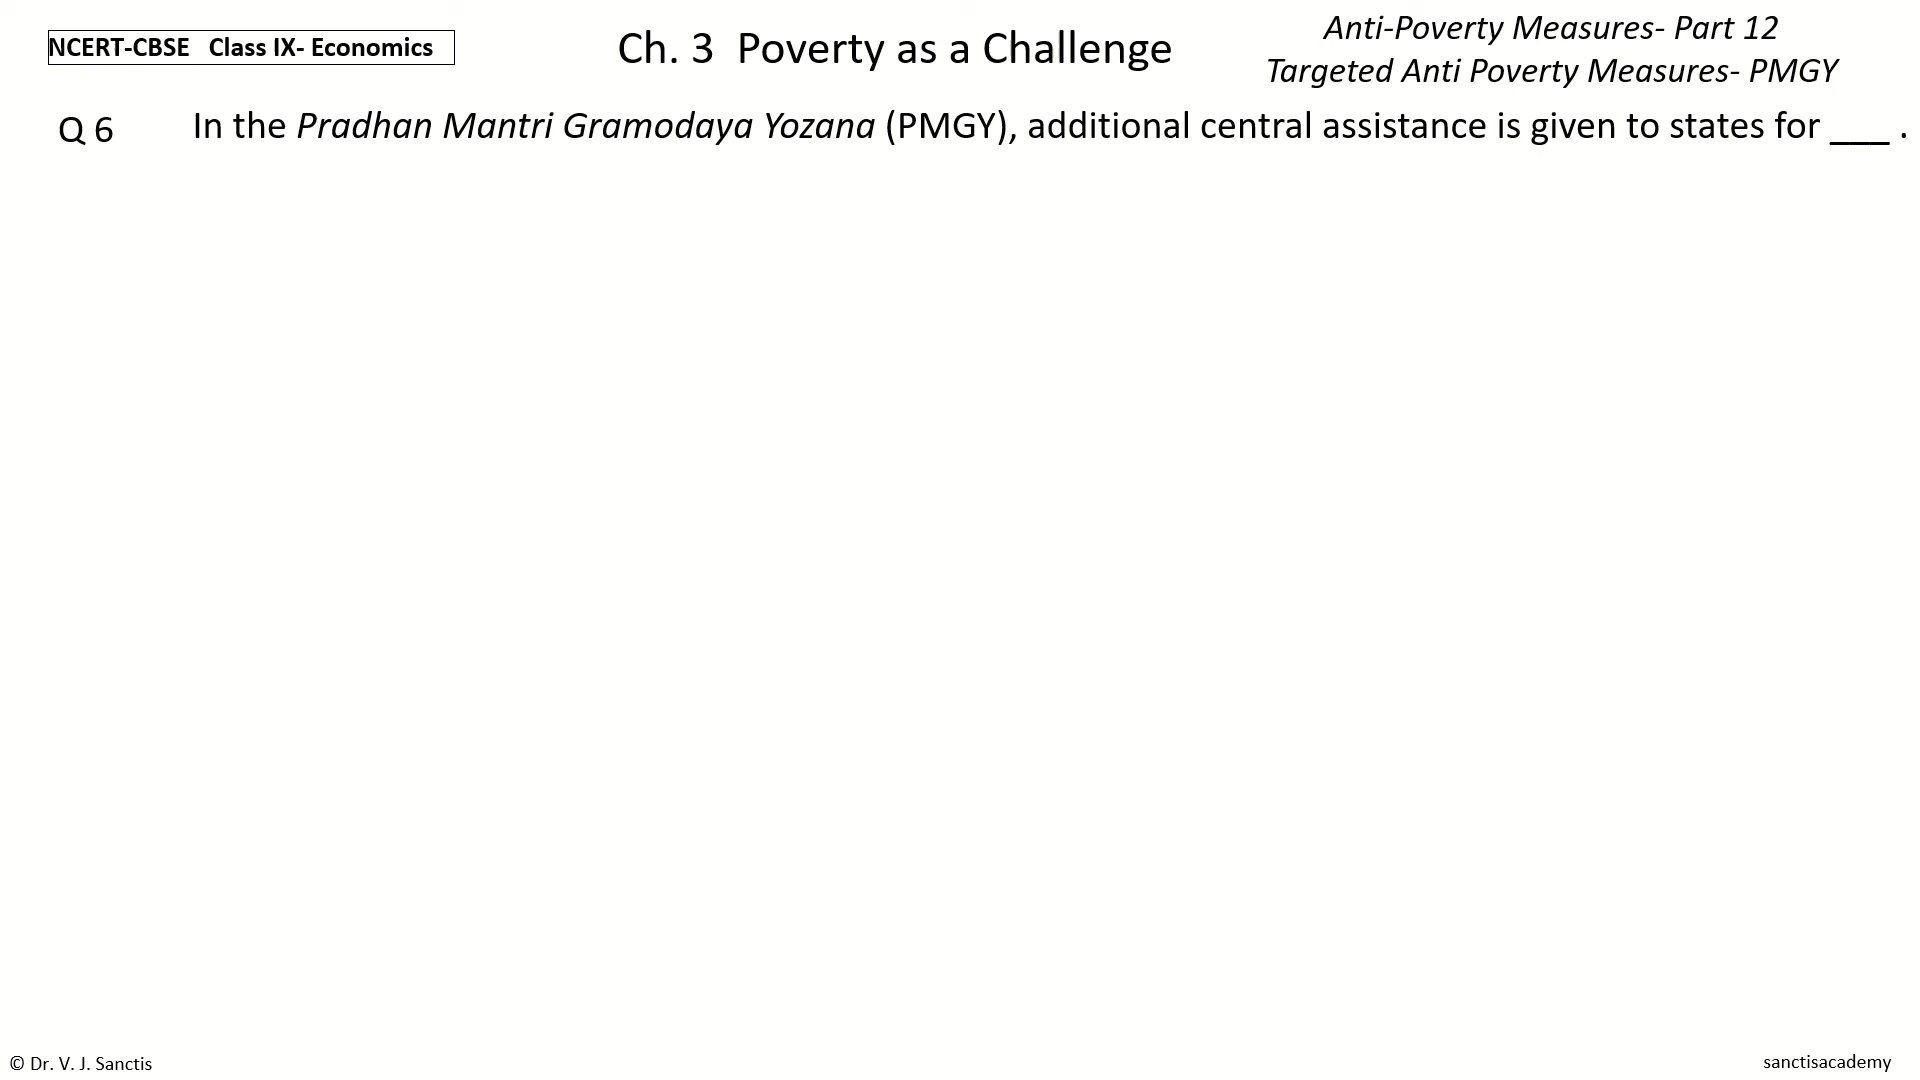 NCERT-CBSE Class IX- Economics
Ch. 3 Poverty as a Challenge
Anti-Poverty Measures- Part 12
Targeted Anti Poverty Measures- PMGY
Q 6 In the Pradhan Mantri Gramodaya Yozana (PMGY), additional central assistance is given to states for ___ .
© Dr. V. J. Sanctis
sanctisacademy